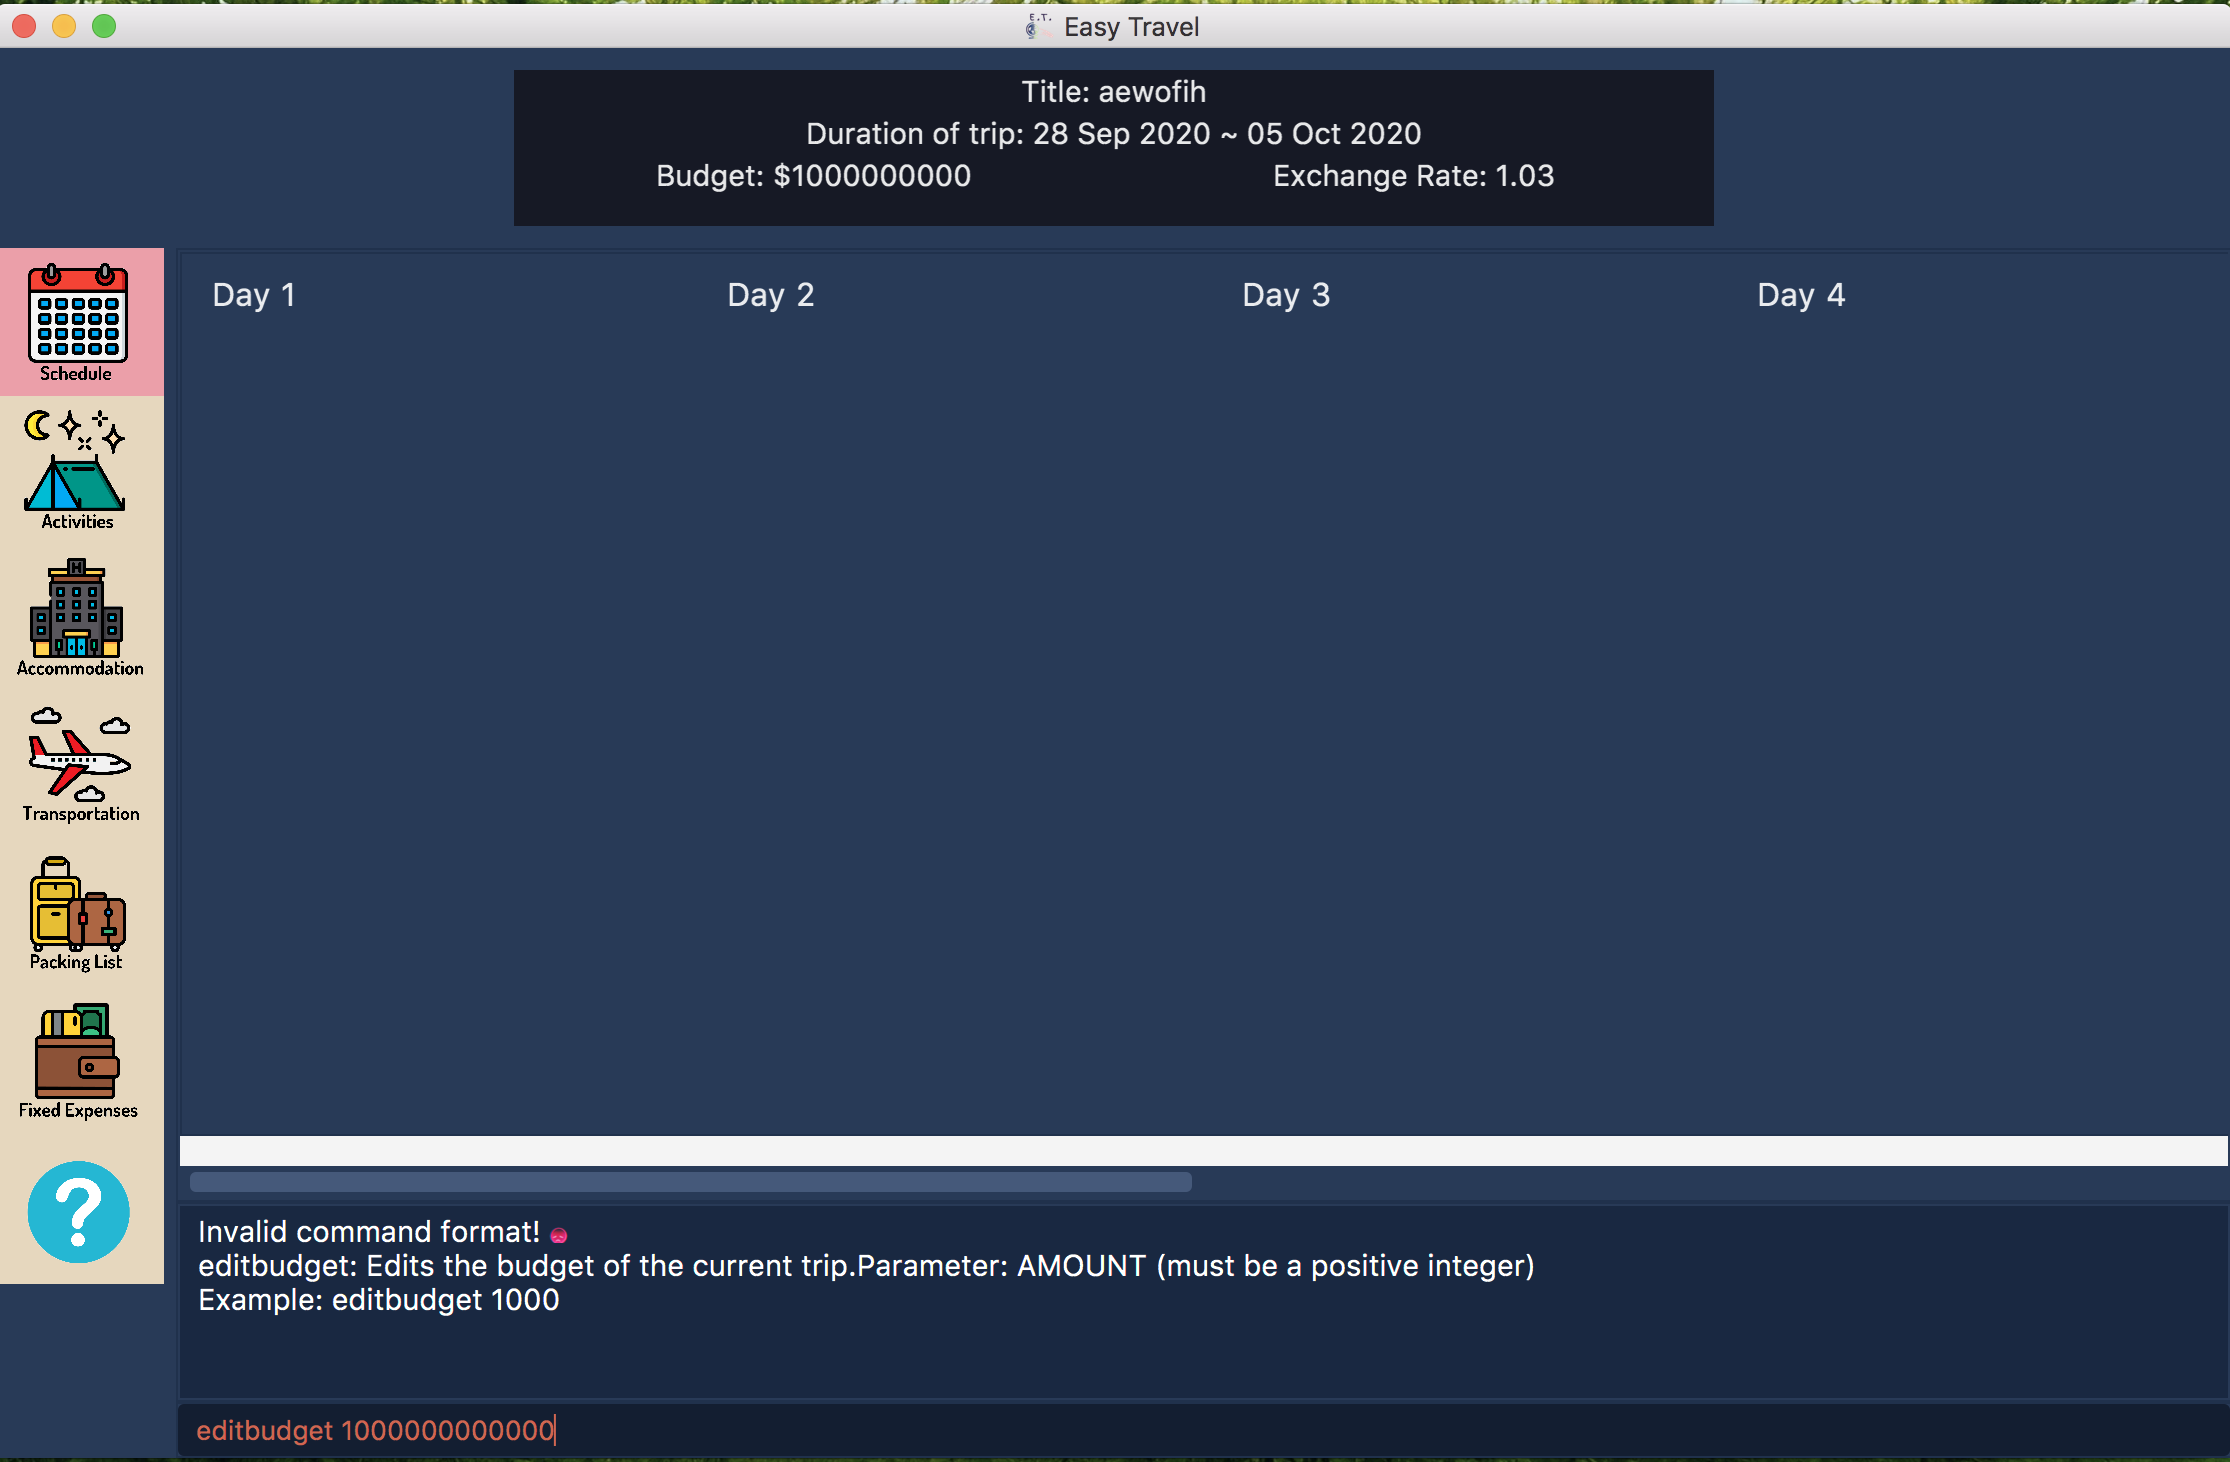 E.T.
Easy Travel
Title: aewofih
Duration of trip: 28 Sep 2020 ~ 05 Oct 2020
Budget: $1000000000
Exchange Rate: 1.03
Schedule
Activities
H
Accommodation
Transportation
Packing List
Fixed Expenses
?
Day 1
Day 2
Day 3
Day 4
Invalid command format!
editbudget: Edits the budget of the current trip.Parameter: AMOUNT (must be a positive integer)
Example: editbudget 1000
editbudget 1000000000000